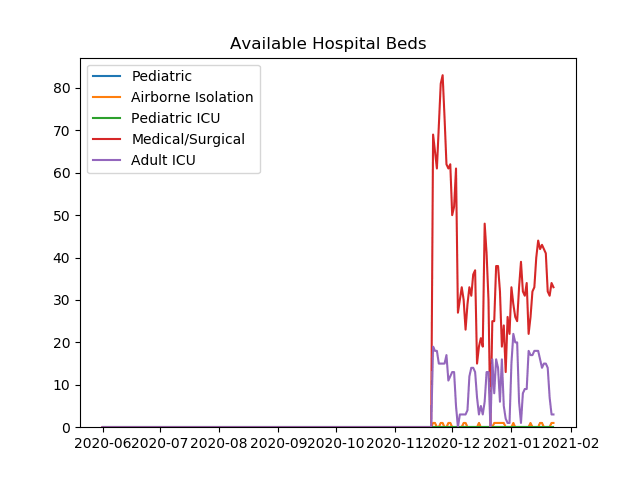 Available Hospital Beds
Pediatric
Airborne Isolation
Pediatric ICU
Medical/Surgical
Adult ICU
80
70
60
50
40
30
20
10
0
2020-06 2020-07 2020-08 2020-09 2020-10 2020-11 2020-12 2021-01 2021-02